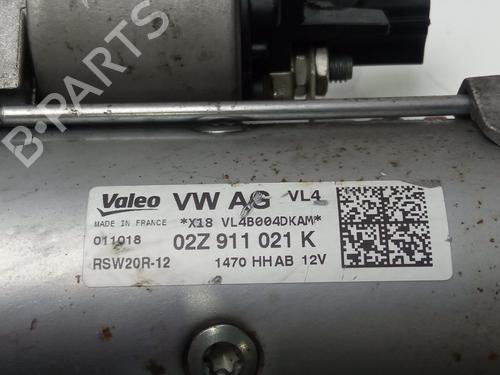 B-PARTS
Valeo VW AG VL4
MADE IN FRANCE *X18 VL4B004DKAM*
011018 02Z 911 021 K
RSW20R-12 1470 HHAB 12V